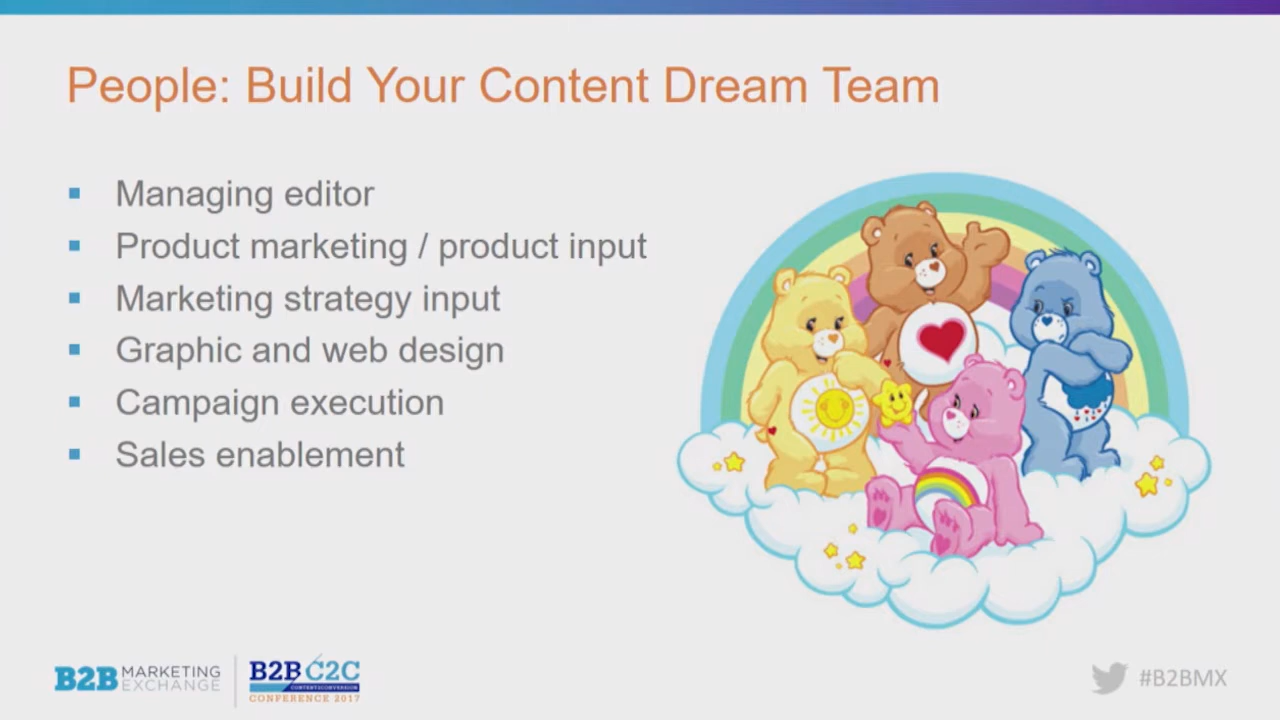 People: Build Your Content Dream Team
Managing editor
Product marketing / product input
Marketing strategy input
Graphic and web design
Campaign execution
Sales enablement
B2B MARKETING EXCHANGE
B2B C2C
CONTENT2CONVERSION
CONFERENCE 2017
#B2BMX